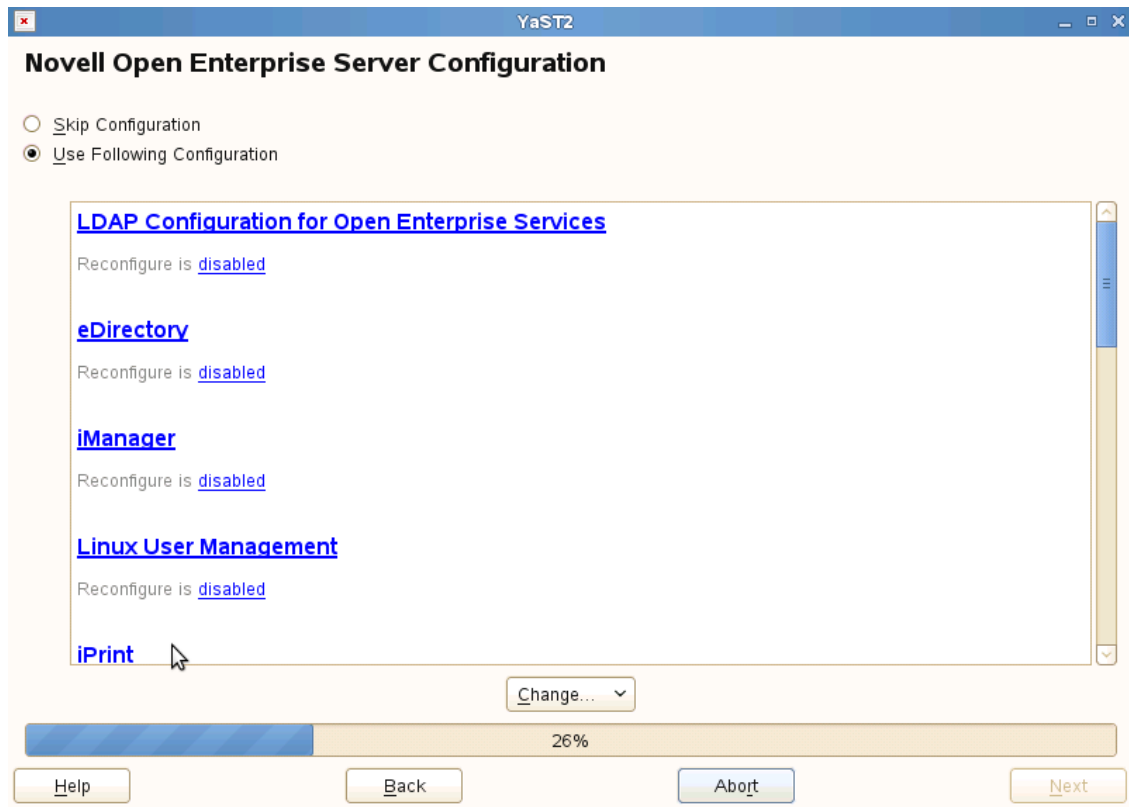 YaST2
Novell Open Enterprise Server Configuration
Skip Configuration
Use Following Configuration
LDAP Configuration for Open Enterprise Services
Reconfigure is disabled
eDirectory
Reconfigure is disabled
iManager
Reconfigure is disabled
Linux User Management
Reconfigure is disabled
iPrint
Change...
26%
Help Back Abort Next